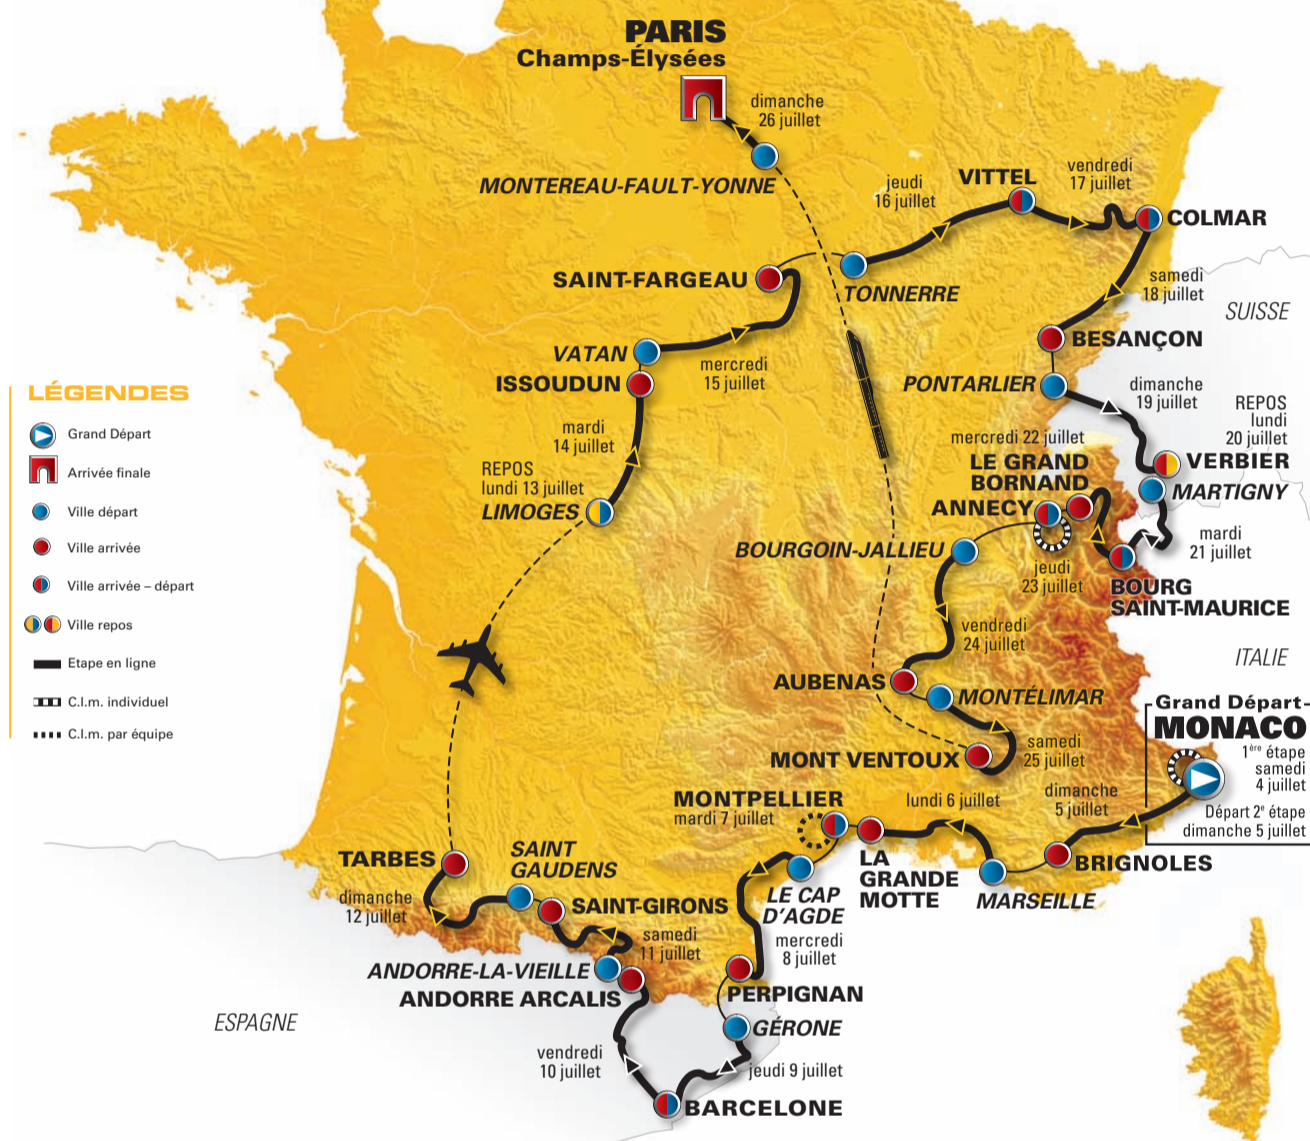 PARIS
Champs-Élysées
dimanche
26 juillet
MONTEREAU-FAULT-YONNE
jeudi
16 juillet
VITTEL
vendredi
17 juillet
COLMAR
SAINT-FARGEAU
TONNERRE
samedi
18 juillet
SUISSE
VATAN
ISSOUDUN
mercredi
15 juillet
BESANÇON
PONTARLIER
dimanche
19 juillet
REPOS
lundi
20 juillet
VERBIER
MARTIGNY
LÉGENDES
Grand Départ
Arrivée finale
Ville départ
Ville arrivée
Ville arrivée – départ
Ville repos
Etape en ligne
C.l.m. individuel
C.l.m. par équipe
mardi
14 juillet
REPOS
lundi 13 juillet
LIMOGES
mercredi 22 juillet
LE GRAND
BORNAND
ANNECY
BOURGOIN-JALLIEU
jeudi
23 juillet
mardi
21 juillet
BOURG
SAINT-MAURICE
vendredi
24 juillet
ITALIE
AUBENAS
MONTÉLIMAR
MONT VENTOUX
samedi
25 juillet
Grand Départ
MONACO
1ère étape
samedi
4 juillet
Départ 2e étape
dimanche 5 juillet
dimanche
5 juillet
lundi 6 juillet
MONTPELLIER
mardi 7 juillet
LA
GRANDE
MOTTE
MARSEILLE
BRIGNOLES
LE CAP
D'AGDE
mercredi
8 juillet
TARBES
SAINT
GAUDENS
dimanche
12 juillet
SAINT-GIRONS
samedi
11 juillet
ANDORRE-LA-VIEILLE
ANDORRE ARCALIS
PERPIGNAN
GÉRONE
ESPAGNE
vendredi
10 juillet
jeudi 9 juillet
BARCELONE